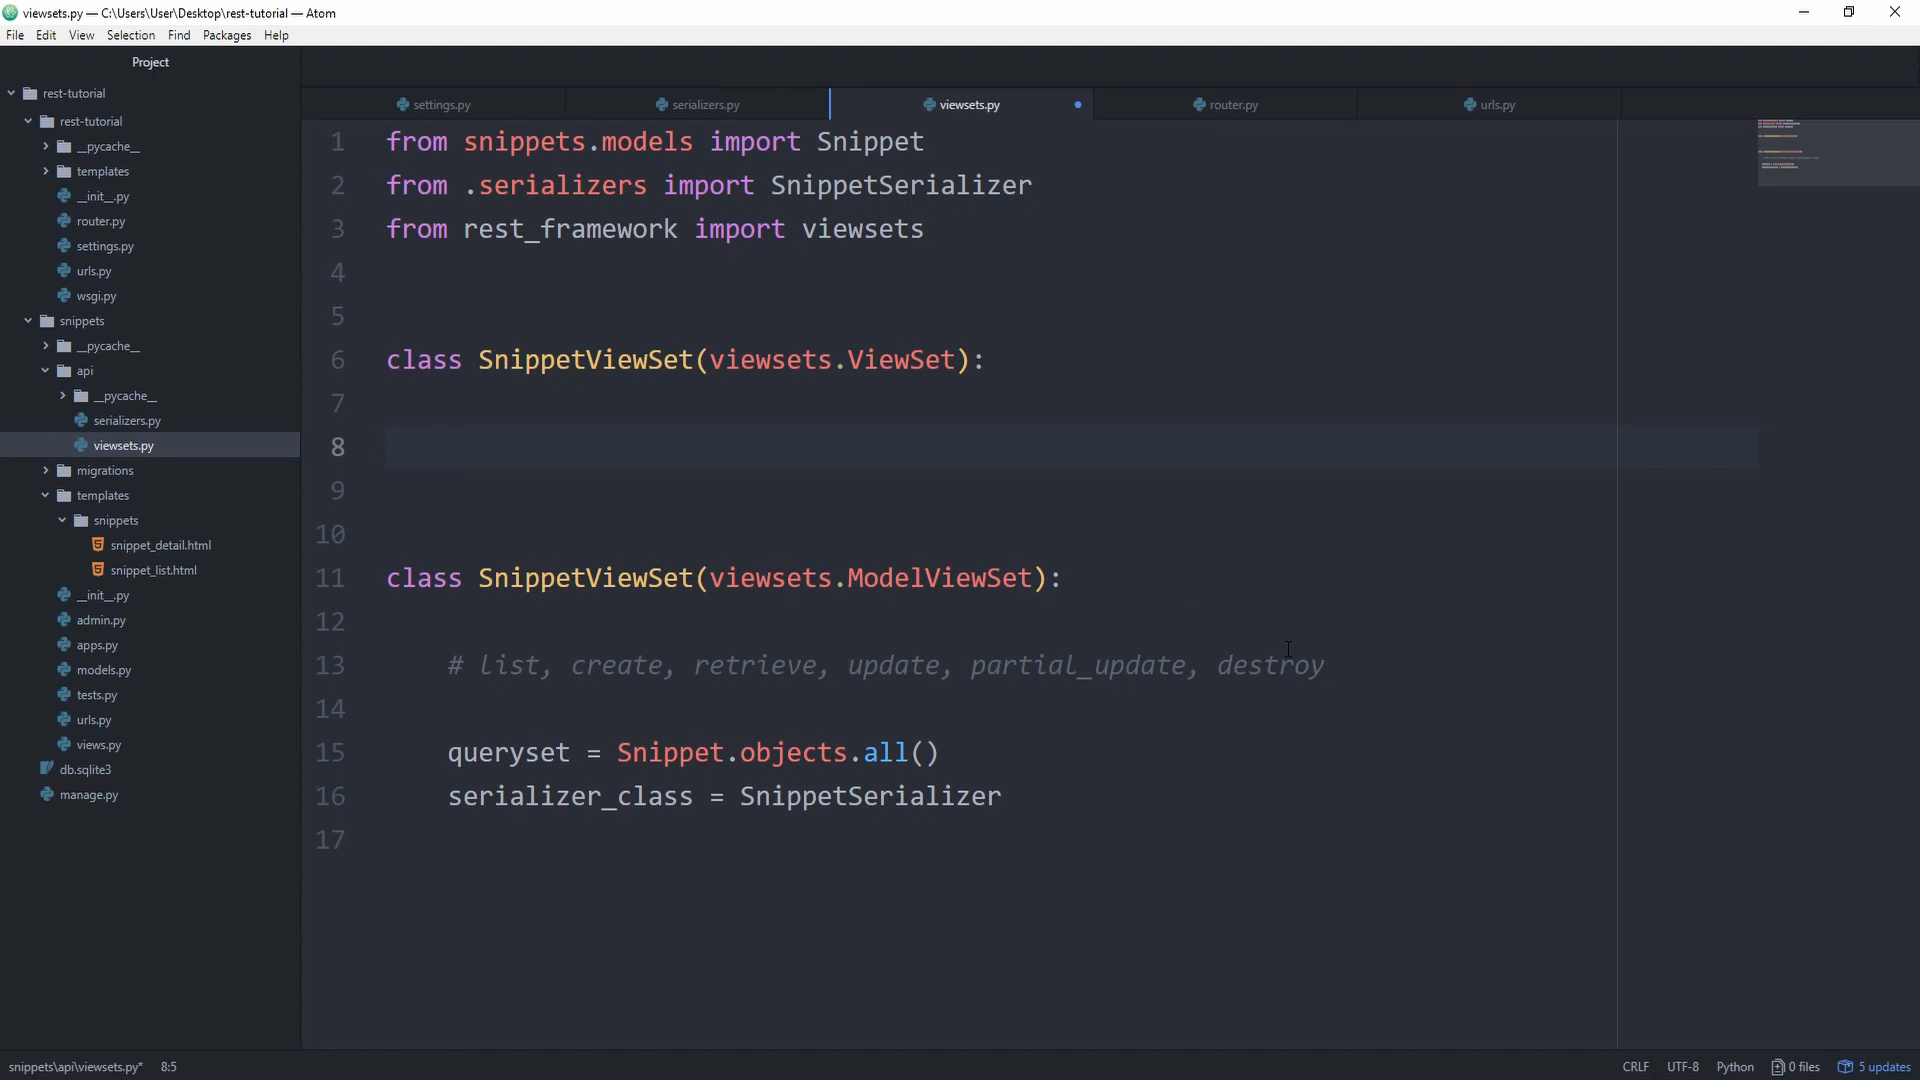 viewsets.py — C:\Users\User\Desktop\rest-tutorial — Atom
File Edit View Selection Find Packages Help
Project
rest-tutorial
rest-tutorial
__pycache__
templates
__init__.py
router.py
settings.py
urls.py
wsgi.py
snippets
__pycache__
api
__pycache__
serializers.py
viewsets.py
migrations
templates
snippets
snippet_detail.html
snippet_list.html
__init__.py
admin.py
apps.py
models.py
tests.py
urls.py
views.py
db.sqlite3
manage.py
settings.py serializers.py viewsets.py router.py urls.py
1 from snippets.models import Snippet
2 from .serializers import SnippetSerializer
3 from rest_framework import viewsets
4
5
6 class SnippetViewSet(viewsets.ViewSet):
7
8
9
10
11 class SnippetViewSet(viewsets.ModelViewSet):
12
13 # list, create, retrieve, update, partial_update, destroy
14
15 queryset = Snippet.objects.all()
16 serializer_class = SnippetSerializer
17
snippets\api\viewsets.py* 8:5 CRLF UTF-8 Python 0 files 5 updates